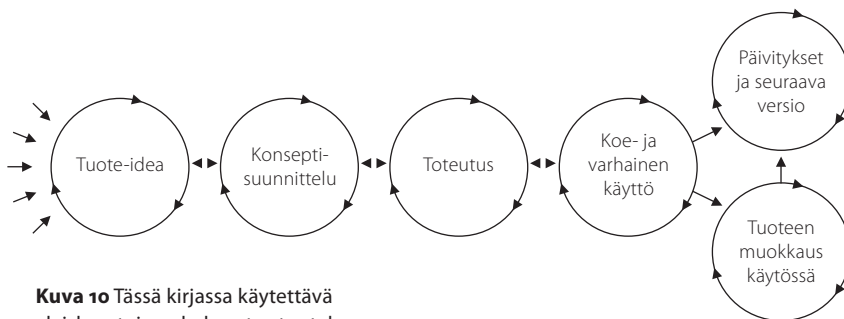 Tuote-idea
Konsepti-
suunnittelu
Toteutus
Koe- ja
varhainen
käyttö
Päivitykset
ja seuraava
versio
Tuoteen
muokkaus
käytössä
Kuva 10 Tässä kirjassa käytettävä